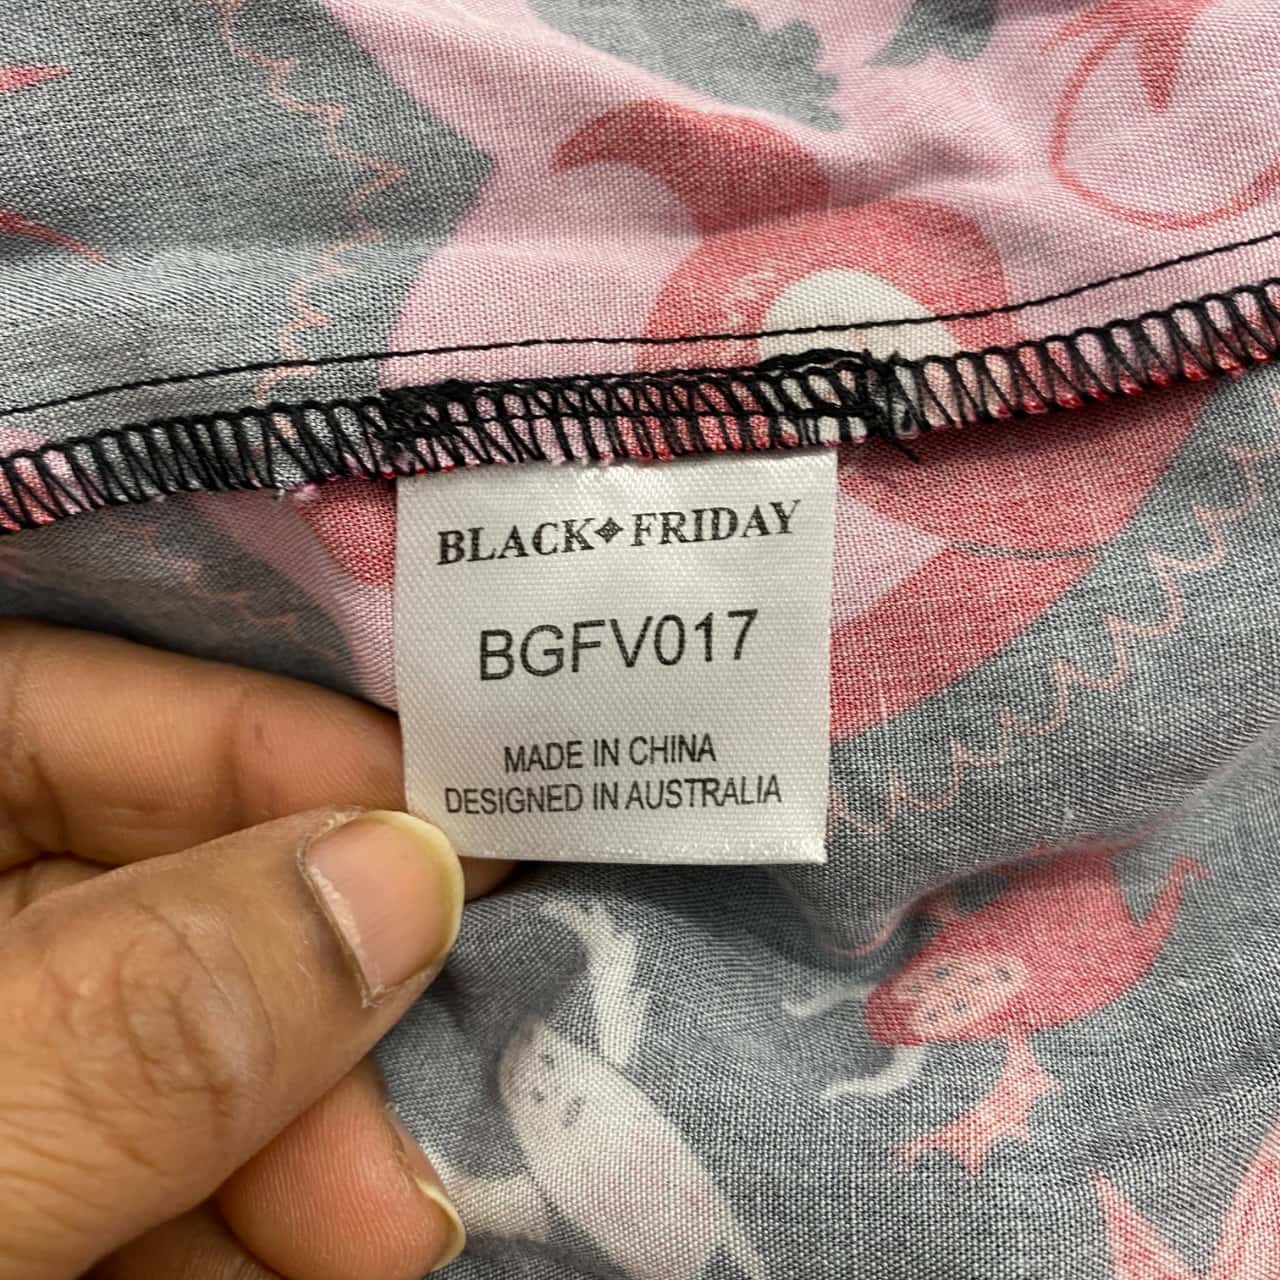 BLACK FRIDAY
BGFV017
MADE IN CHINA
DESIGNED IN AUSTRALIA